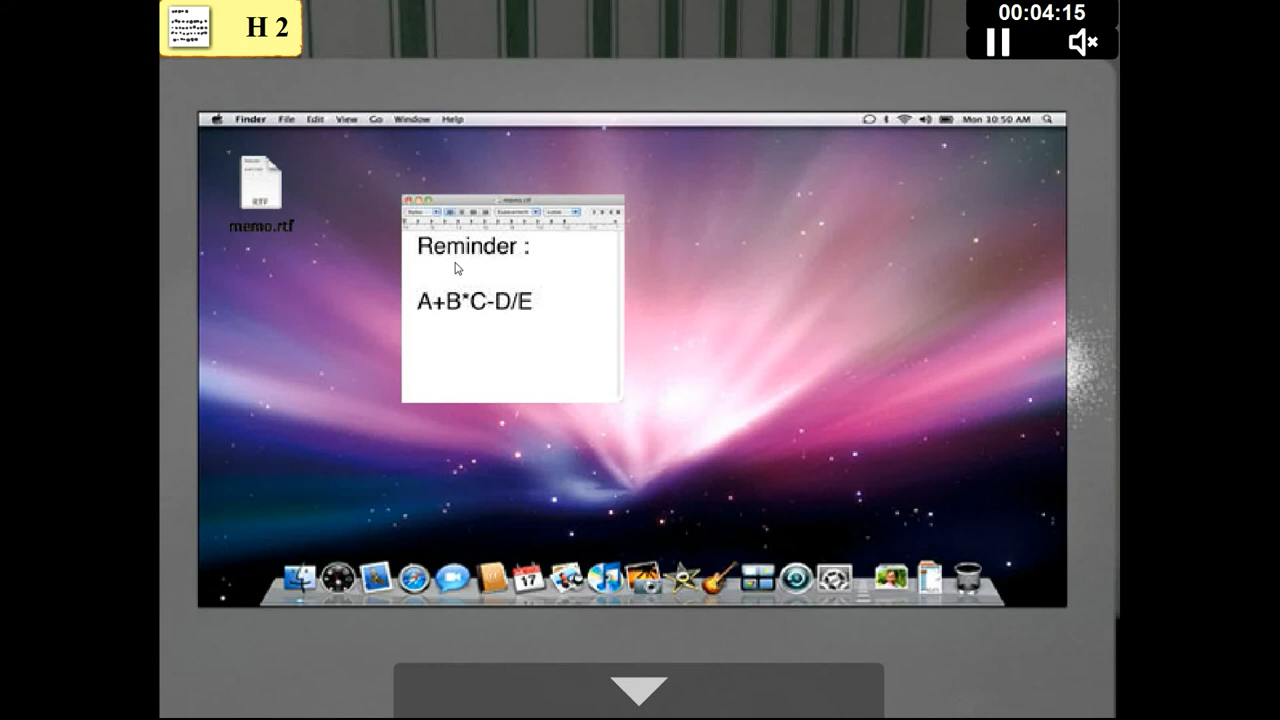 H 2
00:04:15
Finder File Edit View Go Window Help
Mon 10:50 AM
RTF
memo.rtf
memo.rtf
Reminder :
A+B*C-D/E
17